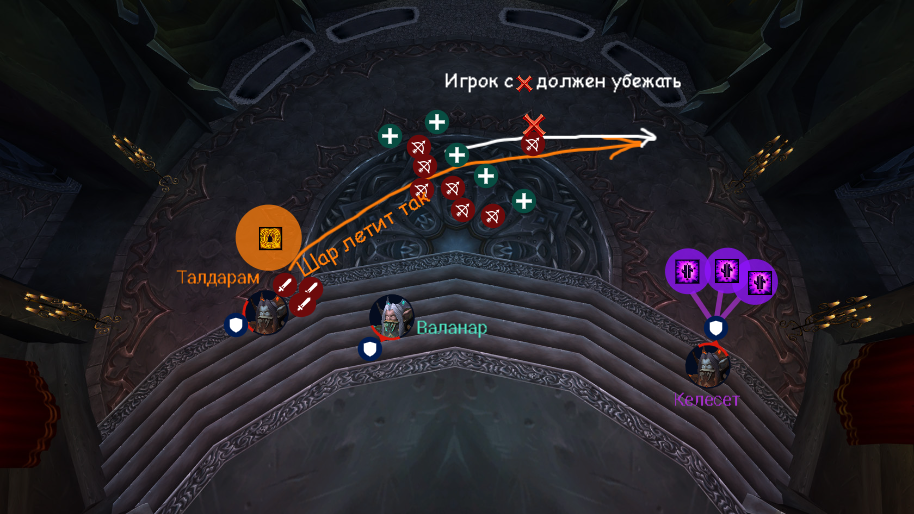 Игрок с должен убежать
Шар летит так
Талдарам
Валанар
Келесет